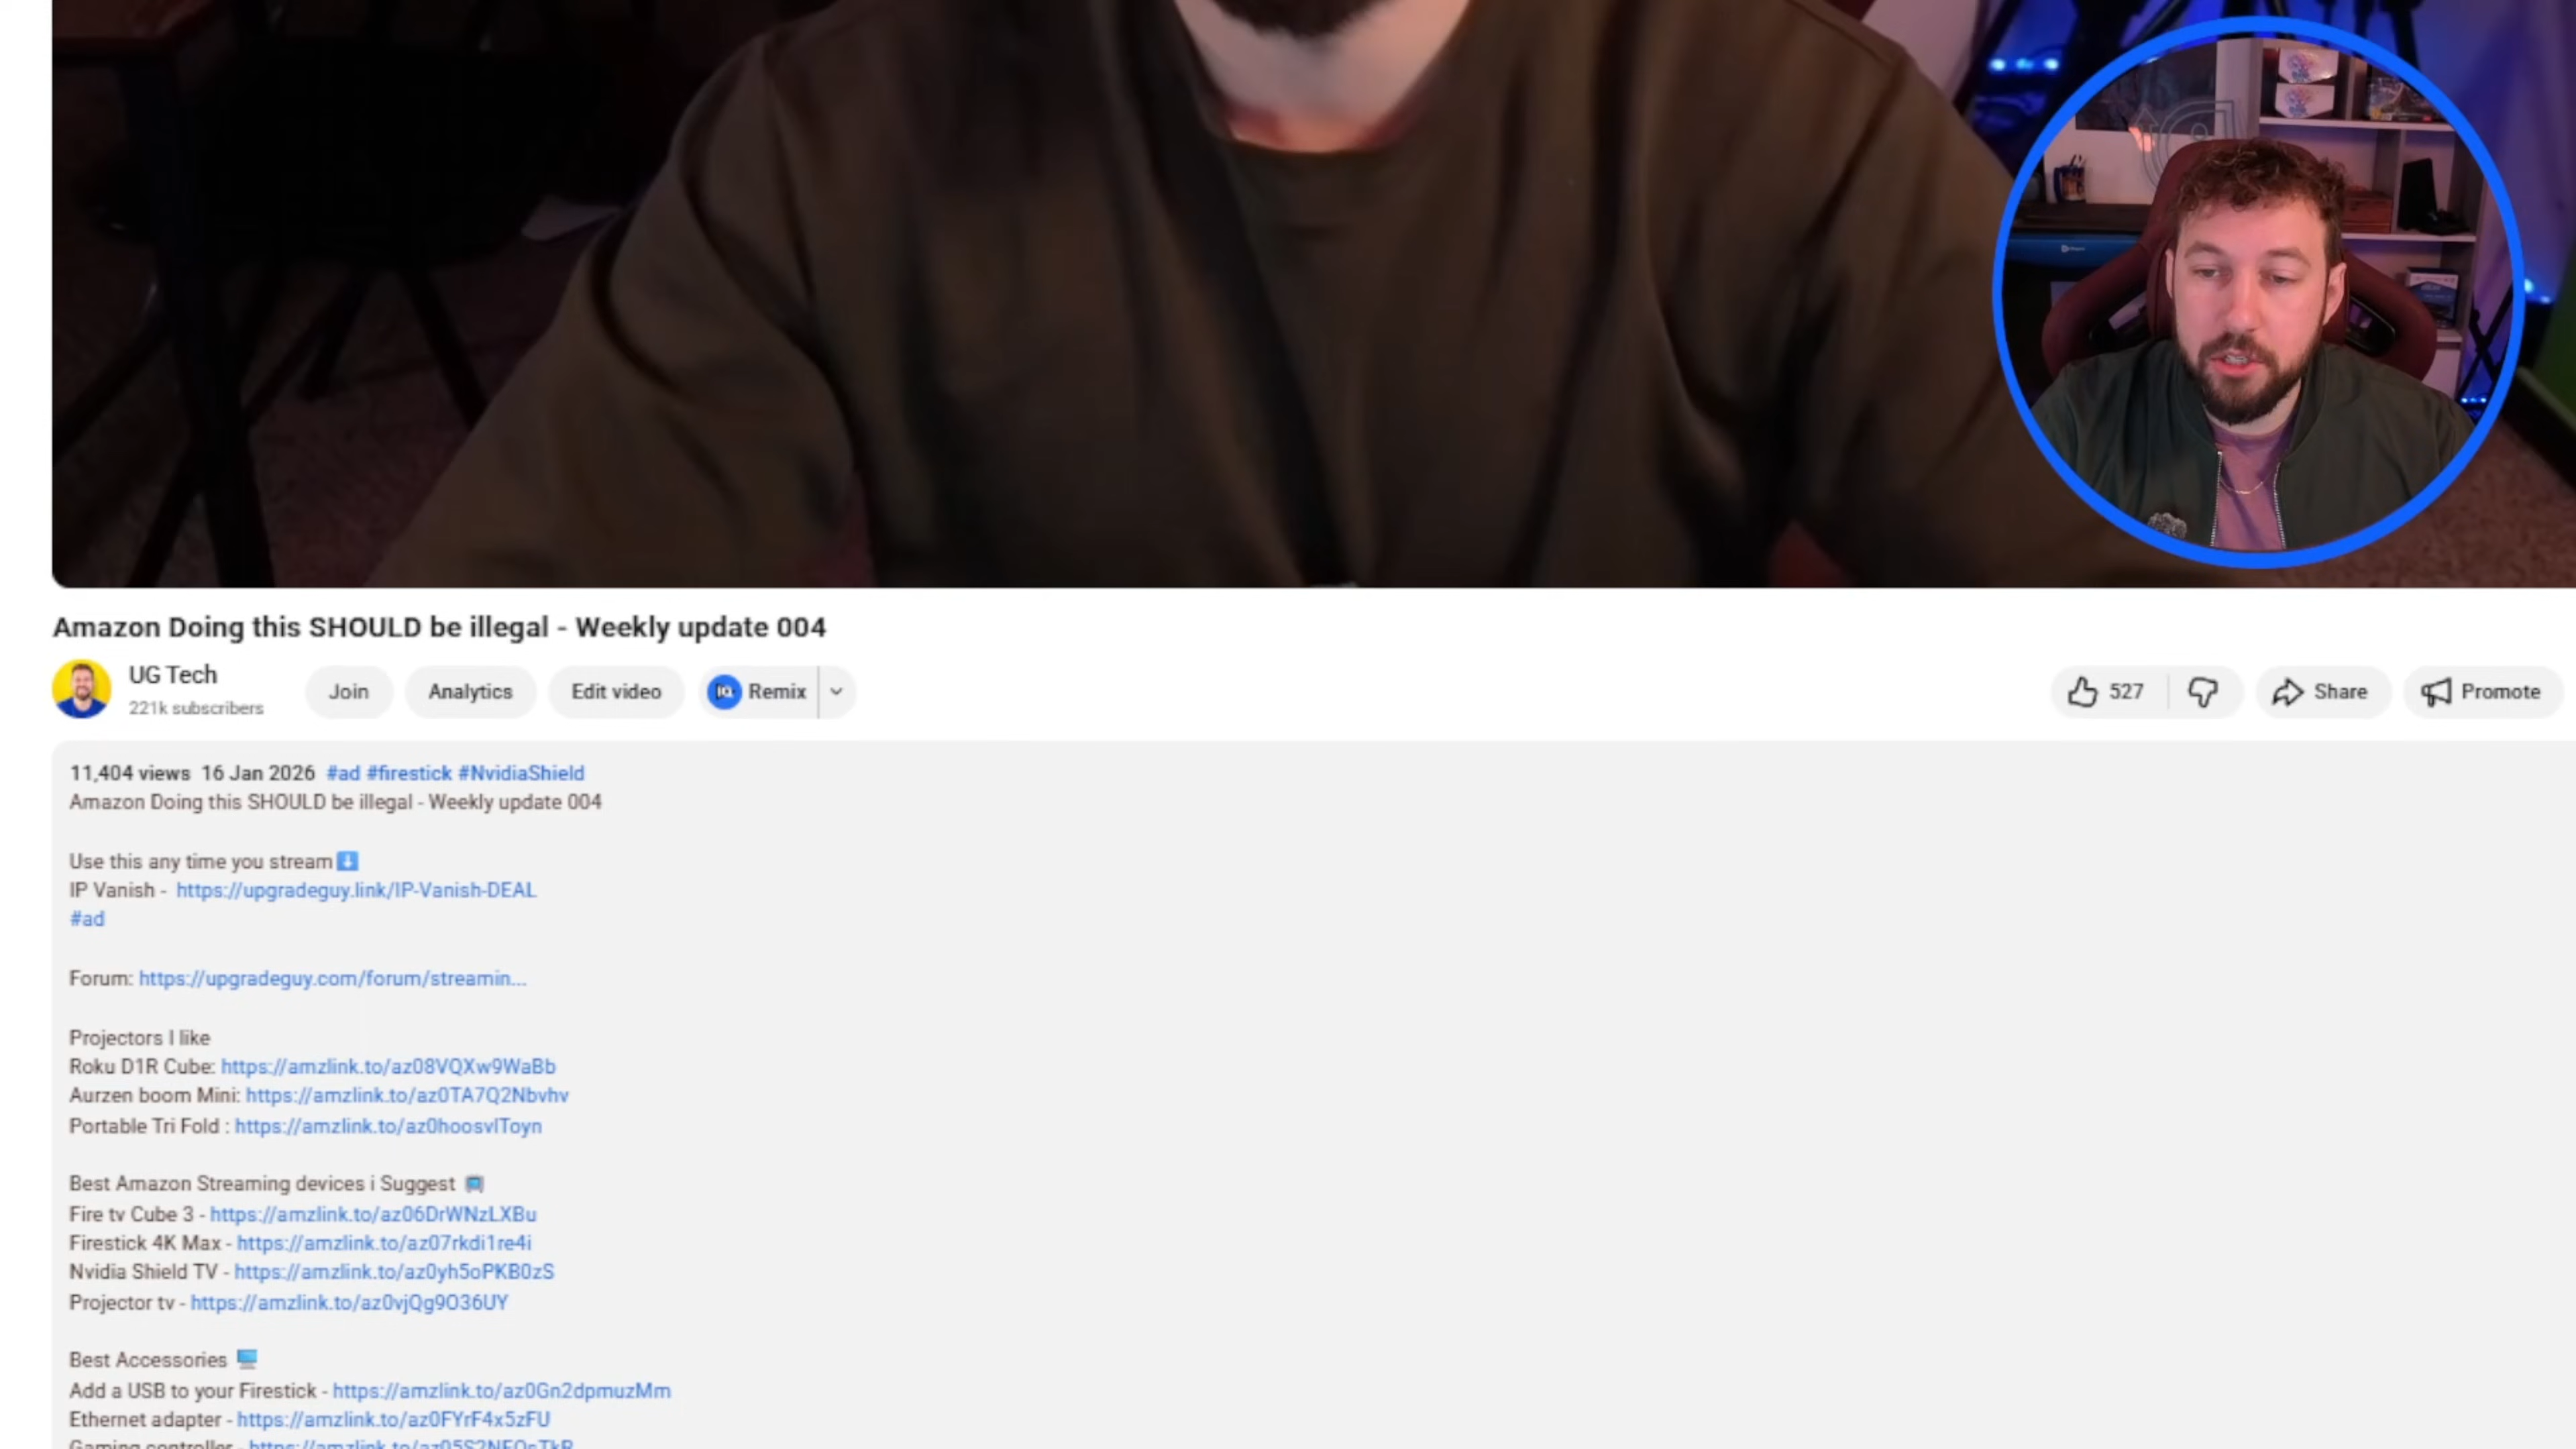 Amazon Doing this SHOULD be illegal - Weekly update 004
UG Tech
221k subscribers
Join
Analytics
Edit video
Remix
527
Share
Promote
11,404 views 16 Jan 2026 #ad #firestick #NvidiaShield
Amazon Doing this SHOULD be illegal - Weekly update 004
Use this any time you stream
IP Vanish - https://upgradeguy.link/IP-Vanish-DEAL
#ad
Forum: https://upgradeguy.com/forum/streamin...
Projectors I like
Roku D1R Cube: https://amzlink.to/az08VQXw9WaBb
Aurzen boom Mini: https://amzlink.to/az0TA7Q2Nbvhv
Portable Tri Fold : https://amzlink.to/az0hoosvlToyn
Best Amazon Streaming devices i Suggest
Fire tv Cube 3 - https://amzlink.to/az06DrWNzLXBu
Firestick 4K Max - https://amzlink.to/az07rkdi1re4i
Nvidia Shield TV - https://amzlink.to/az0yh5oPKB0zS
Projector tv - https://amzlink.to/az0vjQg9O36UY
Best Accessories
Add a USB to your Firestick - https://amzlink.to/az0Gn2dpmuzMm
Ethernet adapter - https://amzlink.to/az0FYrF4x5zFU
Gaming controller -